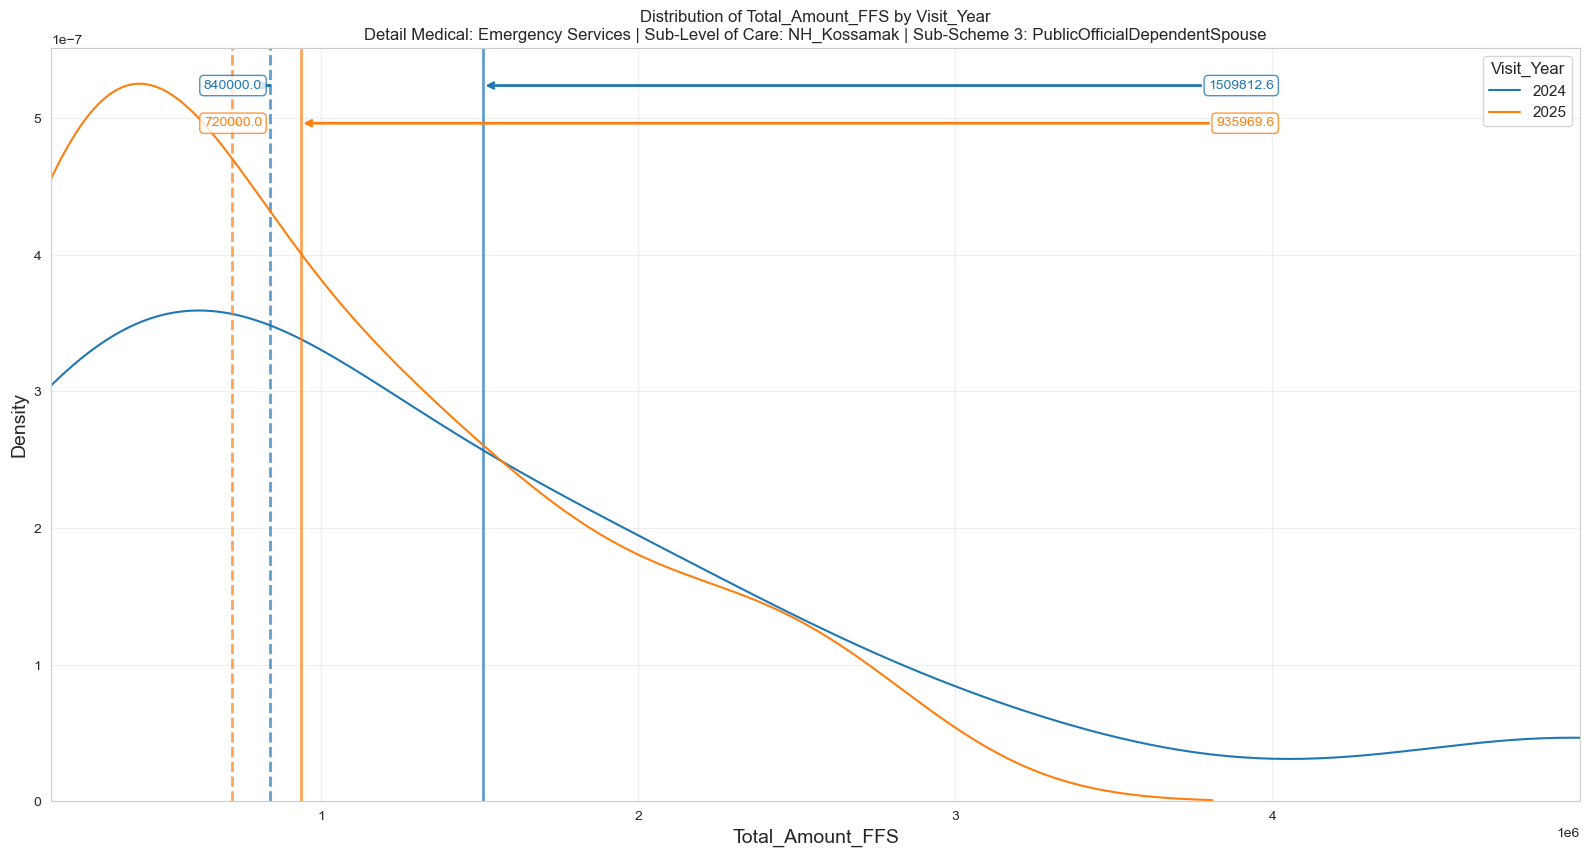 Distribution of Total_Amount_FFS by Visit_Year
Detail Medical: Emergency Services | Sub-Level of Care: NH_Kossamak | Sub-Scheme 3: PublicOfficialDependentSpouse
1e−7
Visit_Year
2024
2025
840000.0
1509812.6
720000.0
935969.6
5
4
3
2
1
0
Density
1
2
3
4
1e6
Total_Amount_FFS